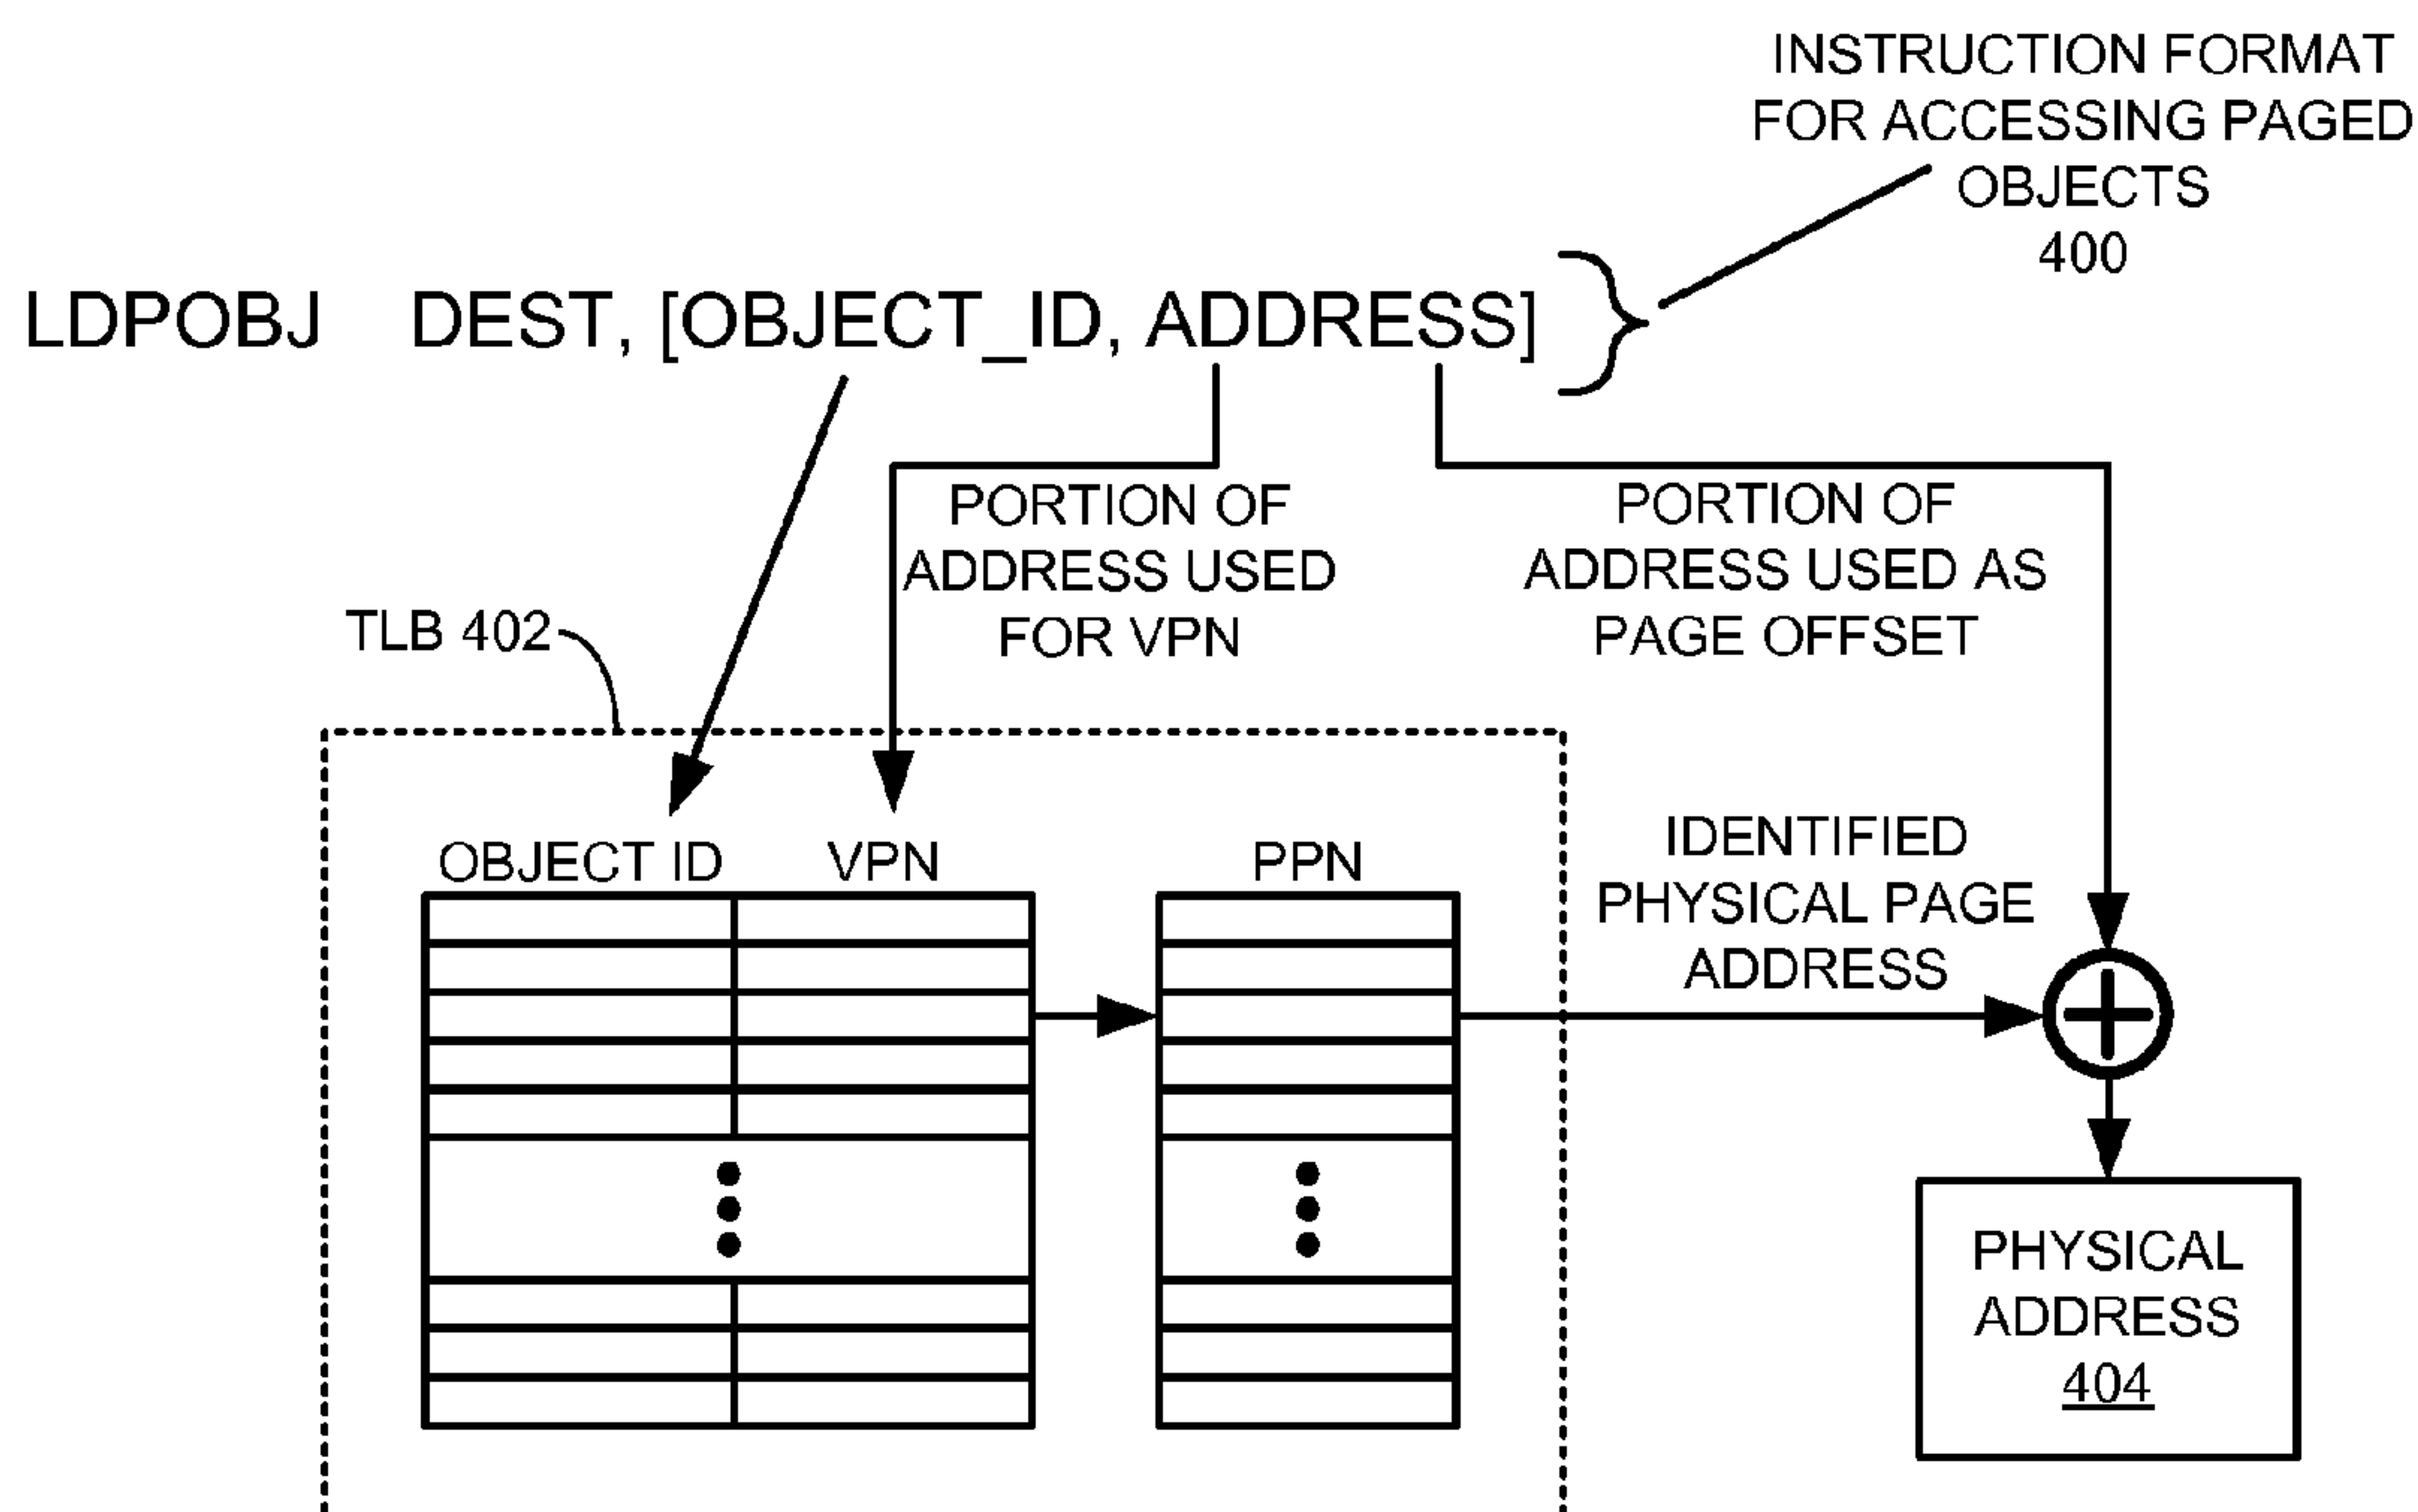 INSTRUCTION FORMAT
FOR ACCESSING PAGED
OBJECTS
400
LDPOBJ DEST, [OBJECT_ID, ADDRESS]
PORTION OF
ADDRESS USED
FOR VPN
PORTION OF
ADDRESS USED AS
PAGE OFFSET
TLB 402
OBJECT ID VPN
PPN
IDENTIFIED
PHYSICAL PAGE
ADDRESS
PHYSICAL
ADDRESS
404